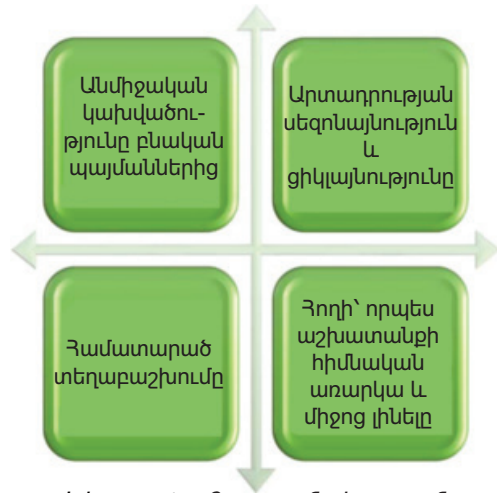 Անմիջական
կախվածու-
թյունը բնական
պայմաններից
Արտադրության
սեզոնայնություն
և
ցիկլայնությունը
Համատարած
տեղաբաշխումը
Հողի՝ որպես
աշխատանքի
հիմնական
առարկա և
միջոց լինելը